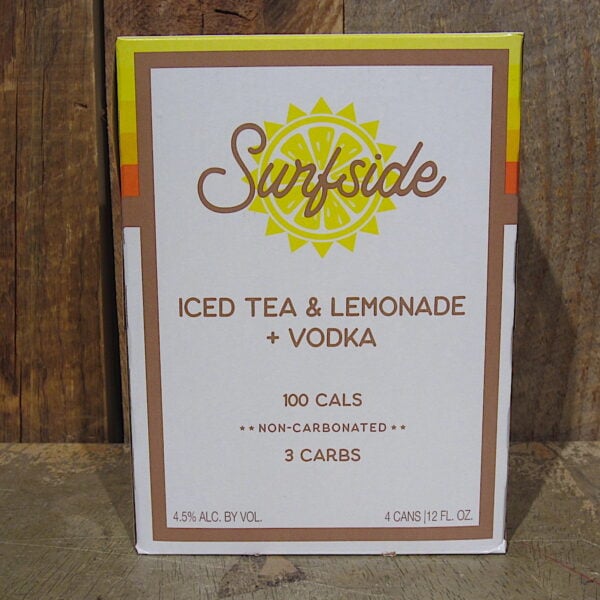 Surfside
ICED TEA & LEMONADE
+ VODKA
100 CALS
**NON-CARBONATED**
3 CARBS
4.5% ALC. BY VOL.
4 CANS|12 FL. OZ.